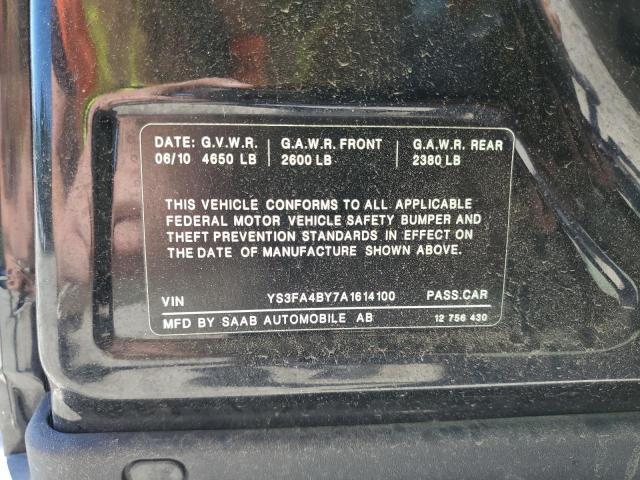 DATE: G.V.W.R. G.A.W.R. FRONT G.A.W.R. REAR
06/10 4650 LB 2600 LB 2380 LB
THIS VEHICLE CONFORMS TO ALL APPLICABLE
FEDERAL MOTOR VEHICLE SAFETY BUMPER AND
THEFT PREVENTION STANDARDS IN EFFECT ON
THE DATE OF MANUFACTURE SHOWN ABOVE.
VIN YS3FA4BY7A1614100 PASS.CAR
MFD BY SAAB AUTOMOBILE AB 12 756 430